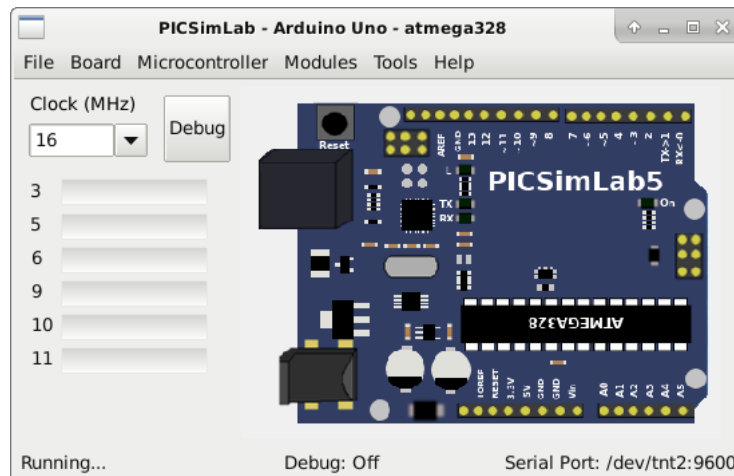 PICSimLab - Arduino Uno - atmega328
File Board Microcontroller Modules Tools Help
Clock (MHz)
16
Debug
3
5
6
9
10
11
Reset
AREF
GND
13
12
~11
~10
~9
8
7
~6
~5
4
~3
2
TX->1
RX<-0
L
TX
RX
PICSimLab5
On
ATMEGA328
IOREF
RESET
3.3V
5V
GND
GND
Vin
A0
A1
A2
A3
A4
A5
Running...
Debug: Off
Serial Port: /dev/tnt2:9600